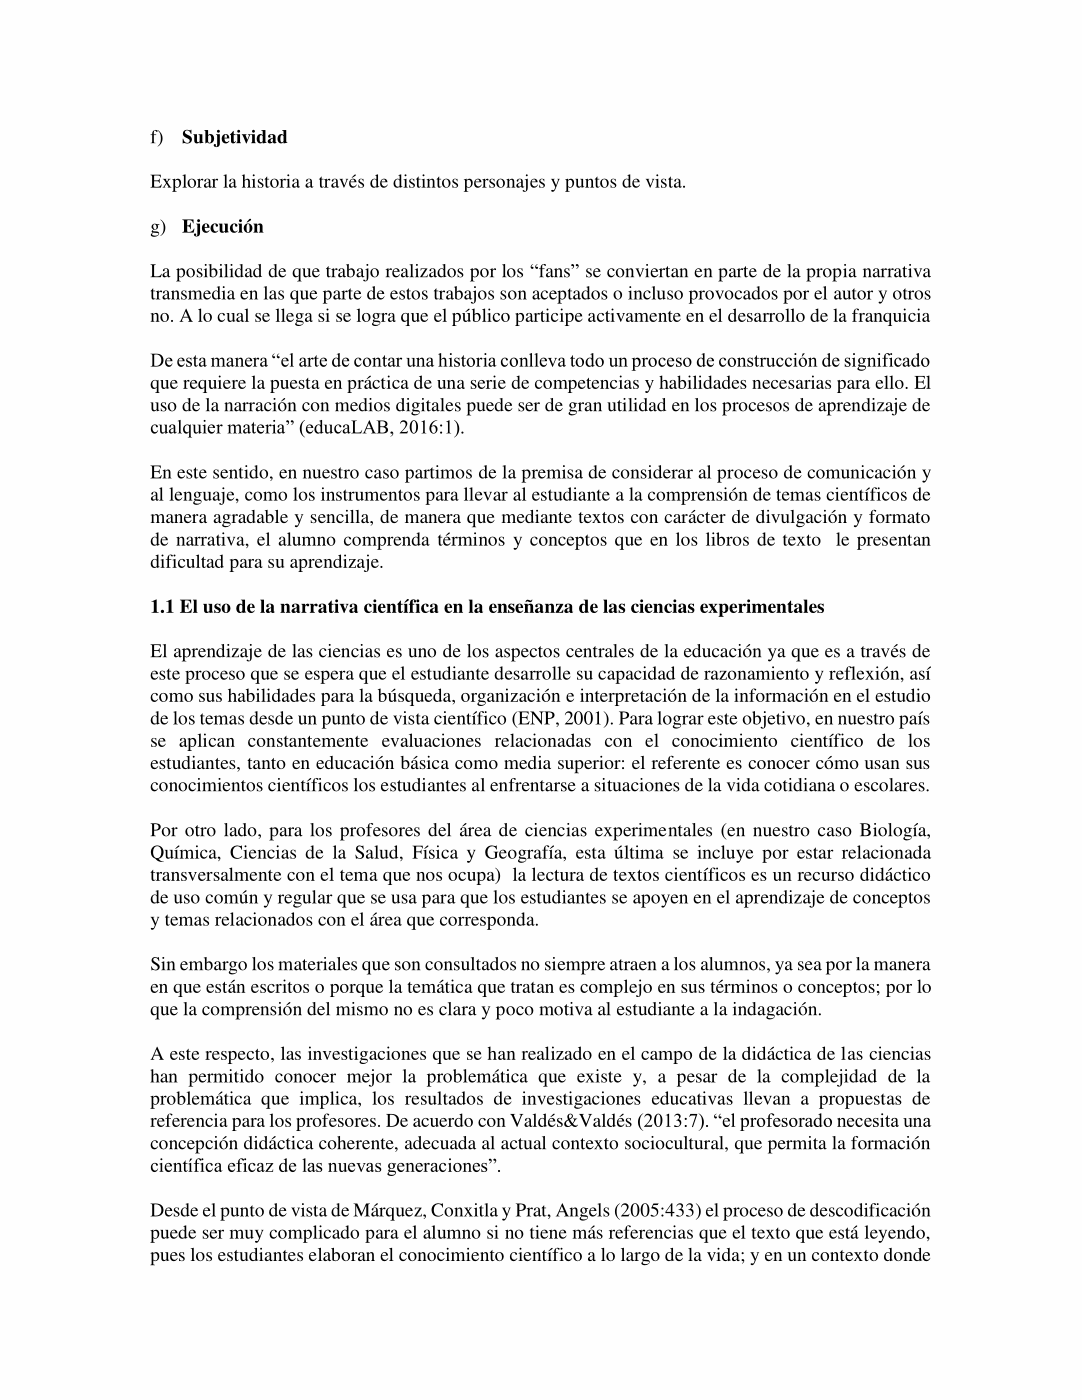 f) Subjetividad
Explorar la historia a través de distintos personajes y puntos de vista.
g) Ejecución
La posibilidad de que trabajo realizados por los “fans” se conviertan en parte de la propia narrativa
transmedia en las que parte de estos trabajos son aceptados o incluso provocados por el autor y otros
no. A lo cual se llega si se logra que el público participe activamente en el desarrollo de la franquicia
De esta manera “el arte de contar una historia conlleva todo un proceso de construcción de significado
que requiere la puesta en práctica de una serie de competencias y habilidades necesarias para ello. El
uso de la narración con medios digitales puede ser de gran utilidad en los procesos de aprendizaje de
cualquier materia” (educaLAB, 2016:1).
En este sentido, en nuestro caso partimos de la premisa de considerar al proceso de comunicación y
al lenguaje, como los instrumentos para llevar al estudiante a la comprensión de temas científicos de
manera agradable y sencilla, de manera que mediante textos con carácter de divulgación y formato
de narrativa, el alumno comprenda términos y conceptos que en los libros de texto le presentan
dificultad para su aprendizaje.
1.1 El uso de la narrativa científica en la enseñanza de las ciencias experimentales
El aprendizaje de las ciencias es uno de los aspectos centrales de la educación ya que es a través de
este proceso que se espera que el estudiante desarrolle su capacidad de razonamiento y reflexión, así
como sus habilidades para la búsqueda, organización e interpretación de la información en el estudio
de los temas desde un punto de vista científico (ENP, 2001). Para lograr este objetivo, en nuestro país
se aplican constantemente evaluaciones relacionadas con el conocimiento científico de los
estudiantes, tanto en educación básica como media superior: el referente es conocer cómo usan sus
conocimientos científicos los estudiantes al enfrentarse a situaciones de la vida cotidiana o escolares.
Por otro lado, para los profesores del área de ciencias experimentales (en nuestro caso Biología,
Química, Ciencias de la Salud, Física y Geografía, esta última se incluye por estar relacionada
transversalmente con el tema que nos ocupa) la lectura de textos científicos es un recurso didáctico
de uso común y regular que se usa para que los estudiantes se apoyen en el aprendizaje de conceptos
y temas relacionados con el área que corresponda.
Sin embargo los materiales que son consultados no siempre atraen a los alumnos, ya sea por la manera
en que están escritos o porque la temática que tratan es complejo en sus términos o conceptos; por lo
que la comprensión del mismo no es clara y poco motiva al estudiante a la indagación.
A este respecto, las investigaciones que se han realizado en el campo de la didáctica de las ciencias
han permitido conocer mejor la problemática que existe y, a pesar de la complejidad de la
problemática que implica, los resultados de investigaciones educativas llevan a propuestas de
referencia para los profesores. De acuerdo con Valdés&Valdés (2013:7). “el profesorado necesita una
concepción didáctica coherente, adecuada al actual contexto sociocultural, que permita la formación
científica eficaz de las nuevas generaciones”.
Desde el punto de vista de Márquez, Conxitla y Prat, Angels (2005:433) el proceso de descodificación
puede ser muy complicado para el alumno si no tiene más referencias que el texto que está leyendo,
pues los estudiantes elaboran el conocimiento científico a lo largo de la vida; y en un contexto donde